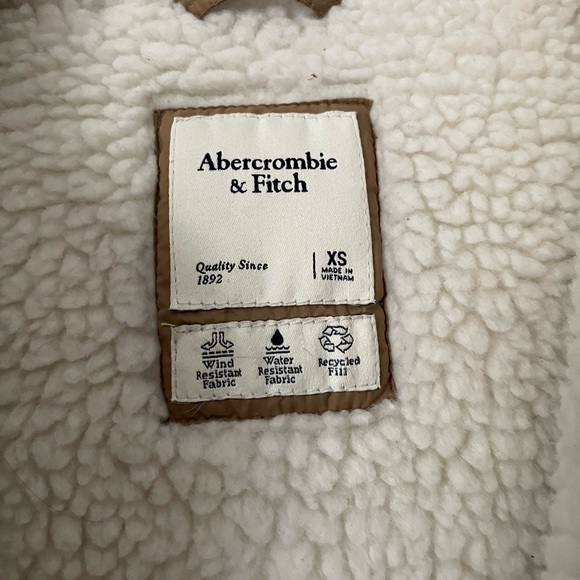 Abercrombie
& Fitch
Quality Since
1892
XS
MADE IN
VIETNAM
Wind
Resistant
Fabric
Water
Resistant
Fabric
Recycled
Fill